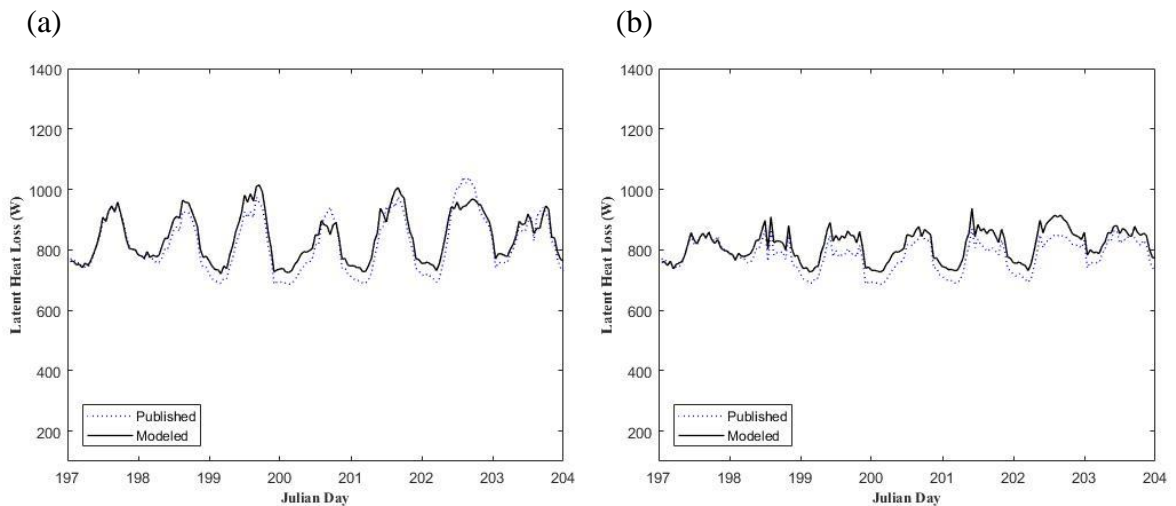 (a)
1400
1200
1000
800
600
400
200
Latent Heat Loss (W)
197 198 199 200 201 202 203 204
Julian Day
Published
Modeled
(b)
1400
1200
1000
800
600
400
200
Latent Heat Loss (W)
197 198 199 200 201 202 203 204
Julian Day
Published
Modeled